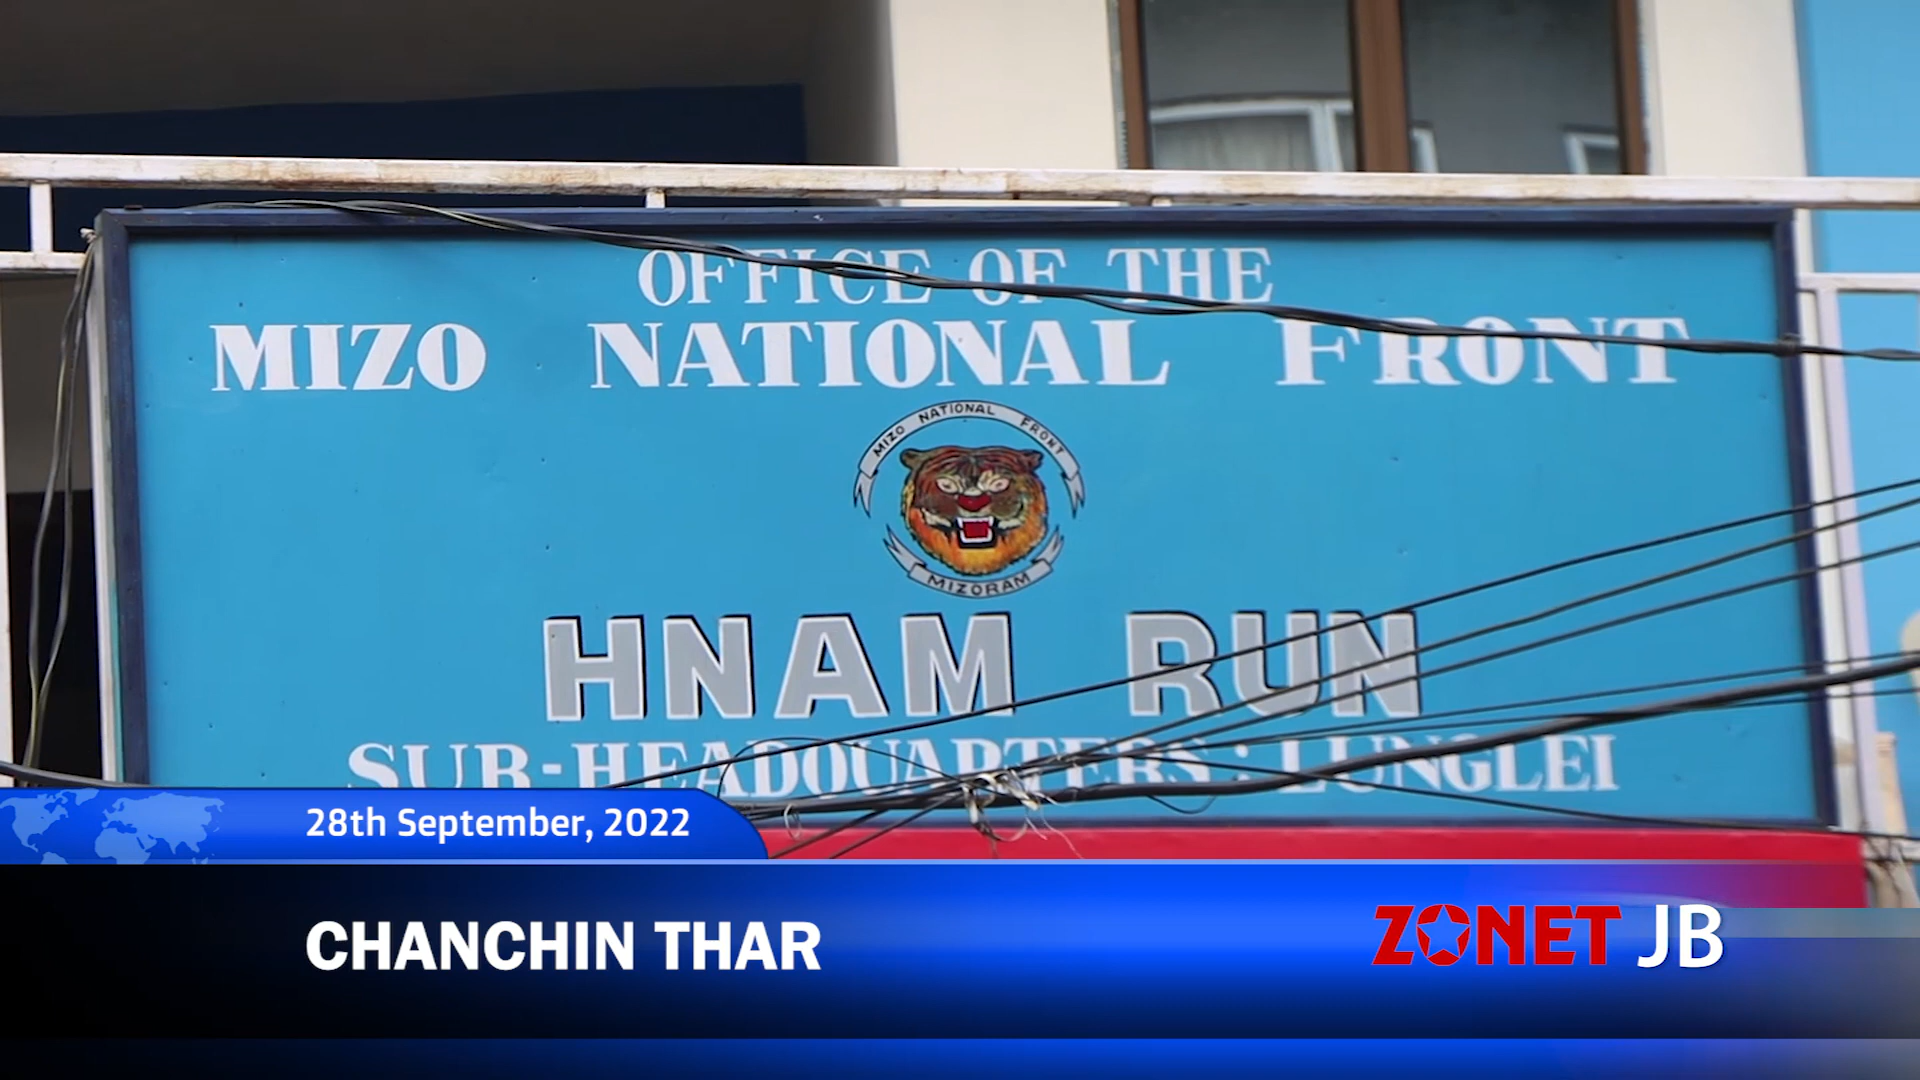 OFFICE OF THE
MIZO NATIONAL FRONT
MIZO NATIONAL FRONT
MIZORAM
HNAM RUN
SUB-HEADQUARTERS : LUNGLEI
28th September, 2022
CHANCHIN THAR
ZONET JB